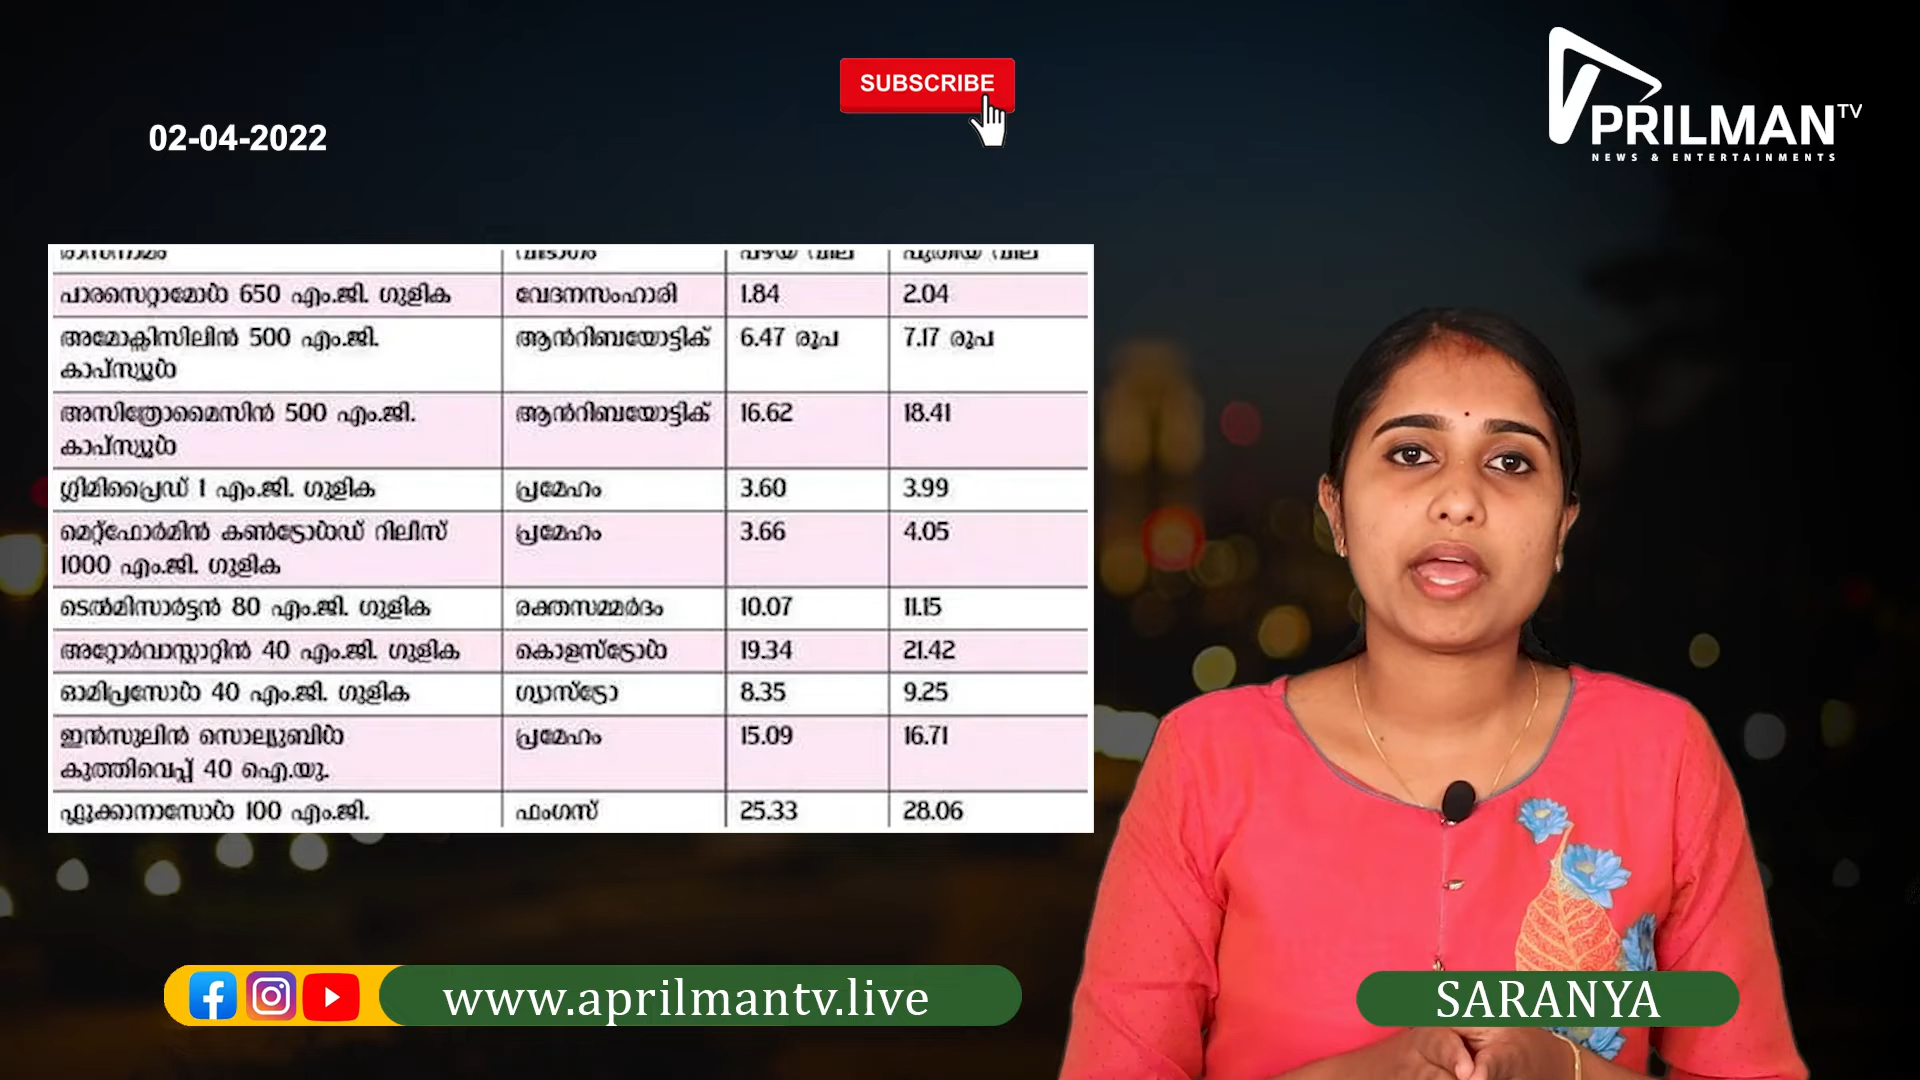 SUBSCRIBE
PRILMAN TV
NEWS & ENTERTAINMENTS
02-04-2022
രാസനാമം വിഭാഗം പഴയ വില പുതിയ വില
പാരസെറ്റാമോൾ 650 എം.ജി. ഗുളിക വേദനസംഹാരി 1.84 2.04
അമോക്സിസിലിൻ 500 എം.ജി. ആൻറിബയോട്ടിക് 6.47 രൂപ 7.17 രൂപ
കാപ്സ്യൂൾ
അസിത്രോമൈസിൻ 500 എം.ജി. ആൻറിബയോട്ടിക് 16.62 18.41
കാപ്സ്യൂൾ
ഗ്ലിമിപ്രൈഡ് 1 എം.ജി. ഗുളിക പ്രമേഹം 3.60 3.99
മെറ്റ്ഫോർമിൻ കൺട്രോൾഡ് റിലീസ് പ്രമേഹം 3.66 4.05
1000 എം.ജി. ഗുളിക
ടെൽമിസാർട്ടൻ 80 എം.ജി. ഗുളിക രക്തസമ്മർദം 10.07 11.15
അറ്റോർവാസ്റ്റാറ്റിൻ 40 എം.ജി. ഗുളിക കൊളസ്ട്രോൾ 19.34 21.42
ഓമിപ്രസോൾ 40 എം.ജി. ഗുളിക ഗ്യാസ്ട്രോ 8.35 9.25
ഇൻസുലിൻ സൊല്യുബിൾ പ്രമേഹം 15.09 16.71
കുത്തിവെപ്പ് 40 ഐ.യു.
ഫ്ലൂക്കാനാസോൾ 100 എം.ജി. ഫംഗസ് 25.33 28.06
www.aprilmantv.live
SARANYA